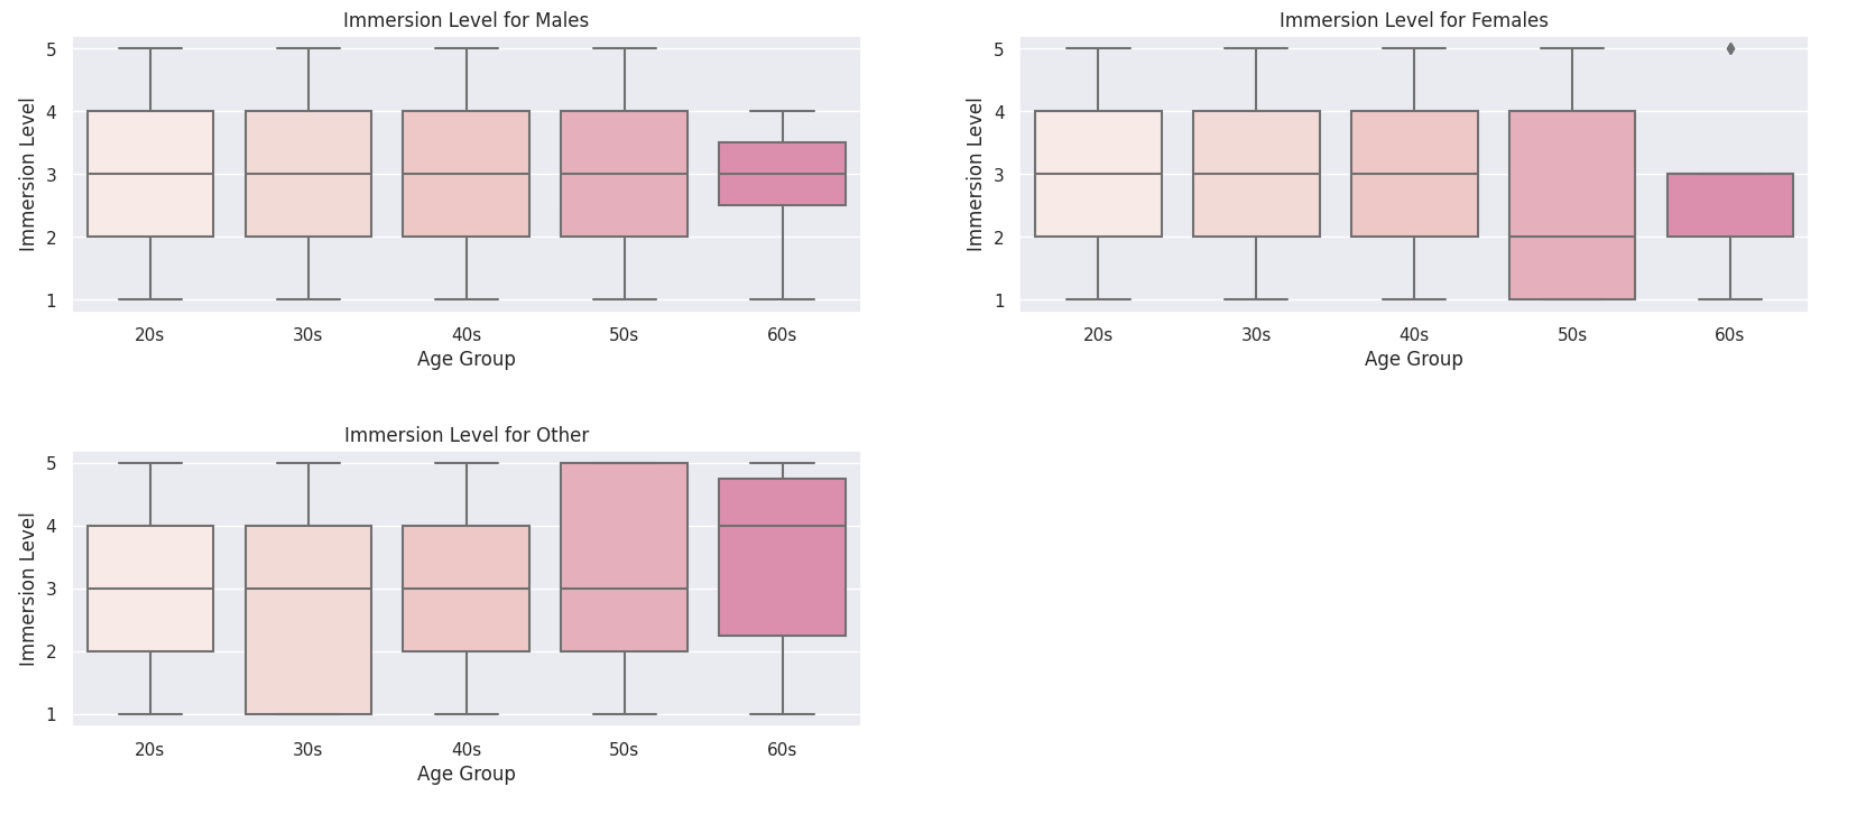 Immersion Level for Males
Immersion Level
5
4
3
2
1
20s 30s 40s 50s 60s
Age Group
Immersion Level for Females
Immersion Level
5
4
3
2
1
20s 30s 40s 50s 60s
Age Group
Immersion Level for Other
Immersion Level
5
4
3
2
1
20s 30s 40s 50s 60s
Age Group